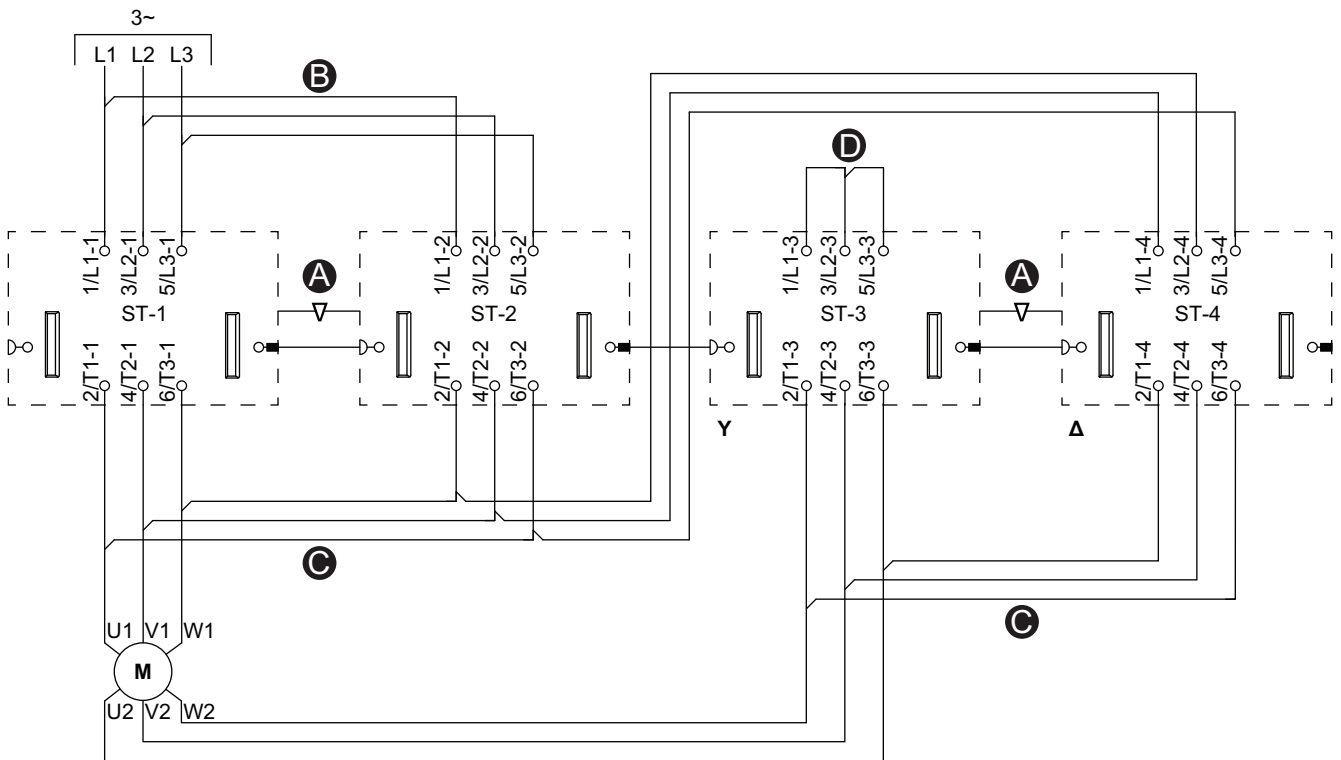 3~
L1 L2 L3
B
D
1/L1-1 3/L2-1 5/L3-1
A
1/L1-2 3/L2-2 5/L3-2
1/L1-3 3/L2-3 5/L3-3
A
1/L1-4 3/L2-4 5/L3-4
ST-1 ST-2 ST-3 ST-4
2/T1-1 4/T2-1 6/T3-1
2/T1-2 4/T2-2 6/T3-2
2/T1-3 4/T2-3 6/T3-3
2/T1-4 4/T2-4 6/T3-4
Y
Δ
C
C
U1 V1 W1
M
U2 V2 W2